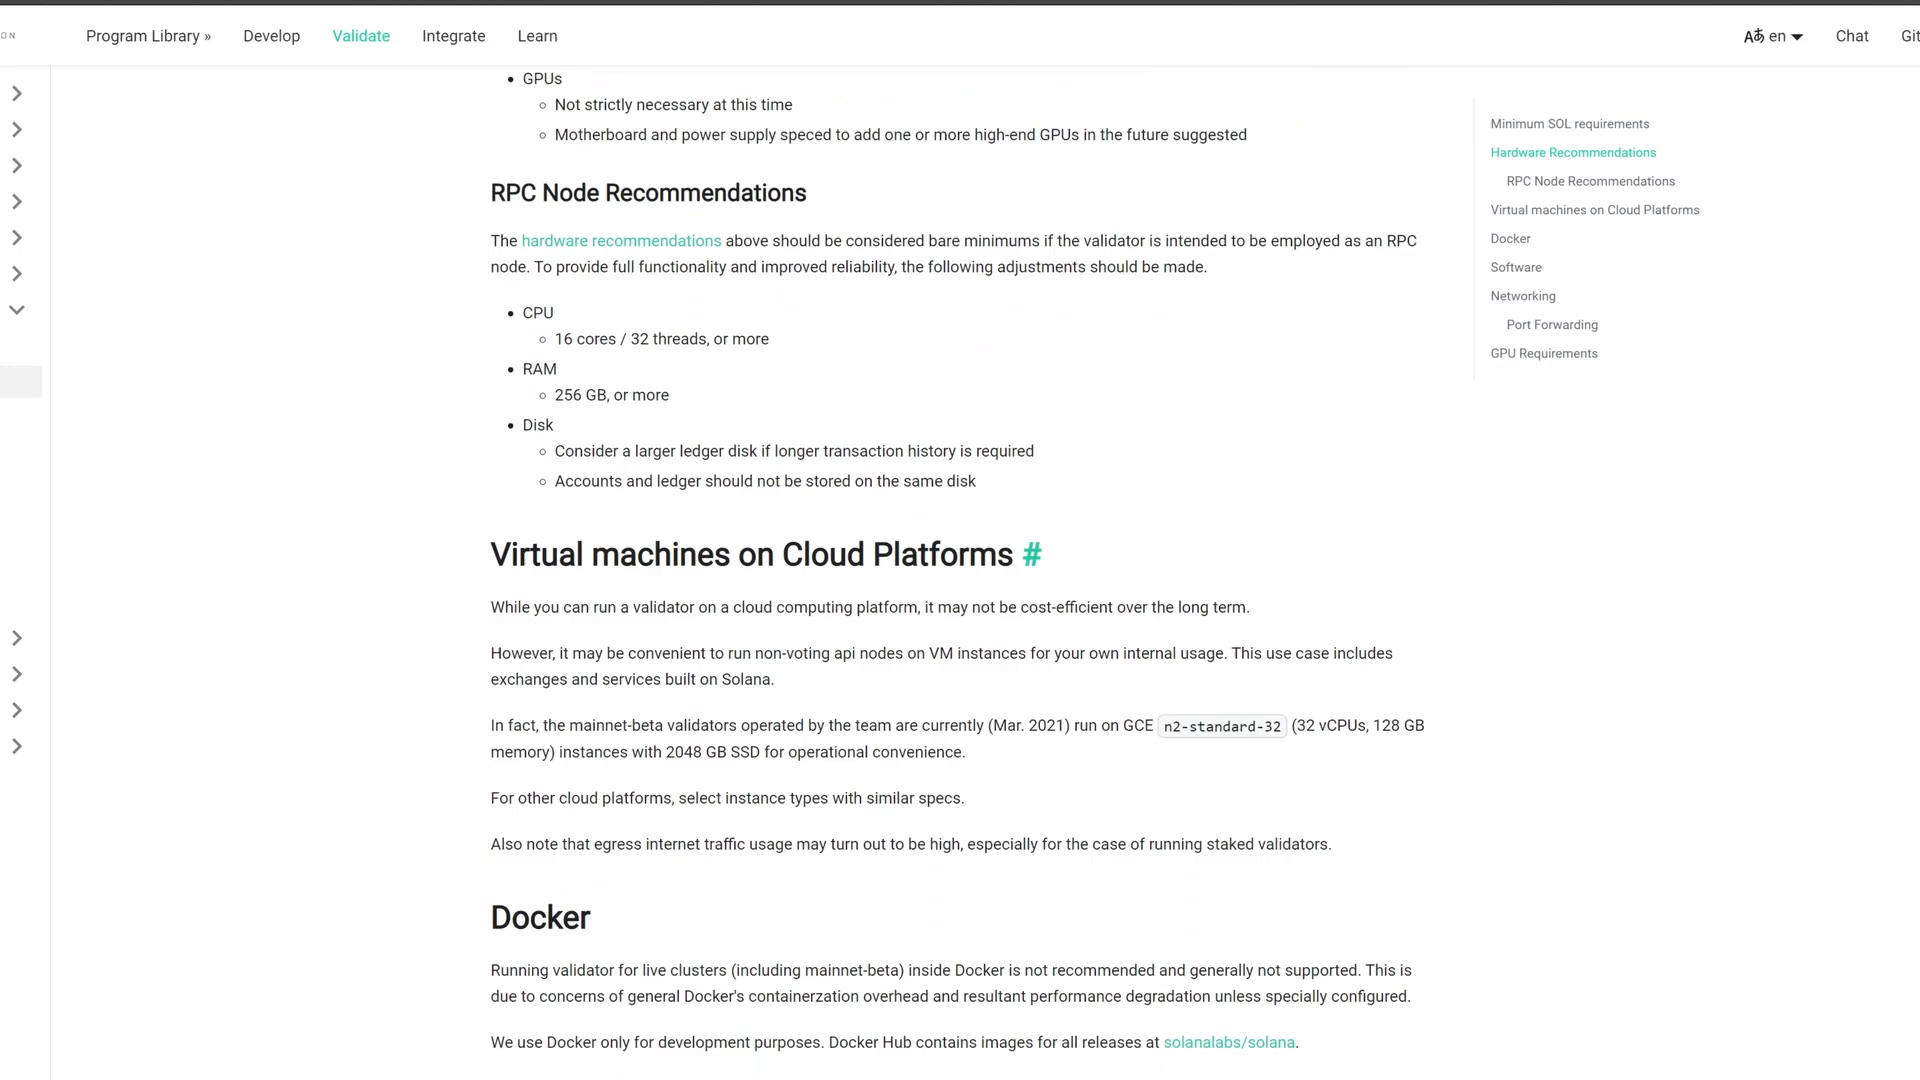 ON
Program Library »
Develop
Validate
Integrate
Learn
Aあ en
Chat
Git
GPUs
Not strictly necessary at this time
Motherboard and power supply speced to add one or more high-end GPUs in the future suggested
RPC Node Recommendations
The hardware recommendations above should be considered bare minimums if the validator is intended to be employed as an RPC
node. To provide full functionality and improved reliability, the following adjustments should be made.
CPU
16 cores / 32 threads, or more
RAM
256 GB, or more
Disk
Consider a larger ledger disk if longer transaction history is required
Accounts and ledger should not be stored on the same disk
Virtual machines on Cloud Platforms #
While you can run a validator on a cloud computing platform, it may not be cost-efficient over the long term.
However, it may be convenient to run non-voting api nodes on VM instances for your own internal usage. This use case includes
exchanges and services built on Solana.
In fact, the mainnet-beta validators operated by the team are currently (Mar. 2021) run on GCE n2-standard-32 (32 vCPUs, 128 GB
memory) instances with 2048 GB SSD for operational convenience.
For other cloud platforms, select instance types with similar specs.
Also note that egress internet traffic usage may turn out to be high, especially for the case of running staked validators.
Docker
Running validator for live clusters (including mainnet-beta) inside Docker is not recommended and generally not supported. This is
due to concerns of general Docker's containerzation overhead and resultant performance degradation unless specially configured.
We use Docker only for development purposes. Docker Hub contains images for all releases at solanalabs/solana.
Minimum SOL requirements
Hardware Recommendations
RPC Node Recommendations
Virtual machines on Cloud Platforms
Docker
Software
Networking
Port Forwarding
GPU Requirements